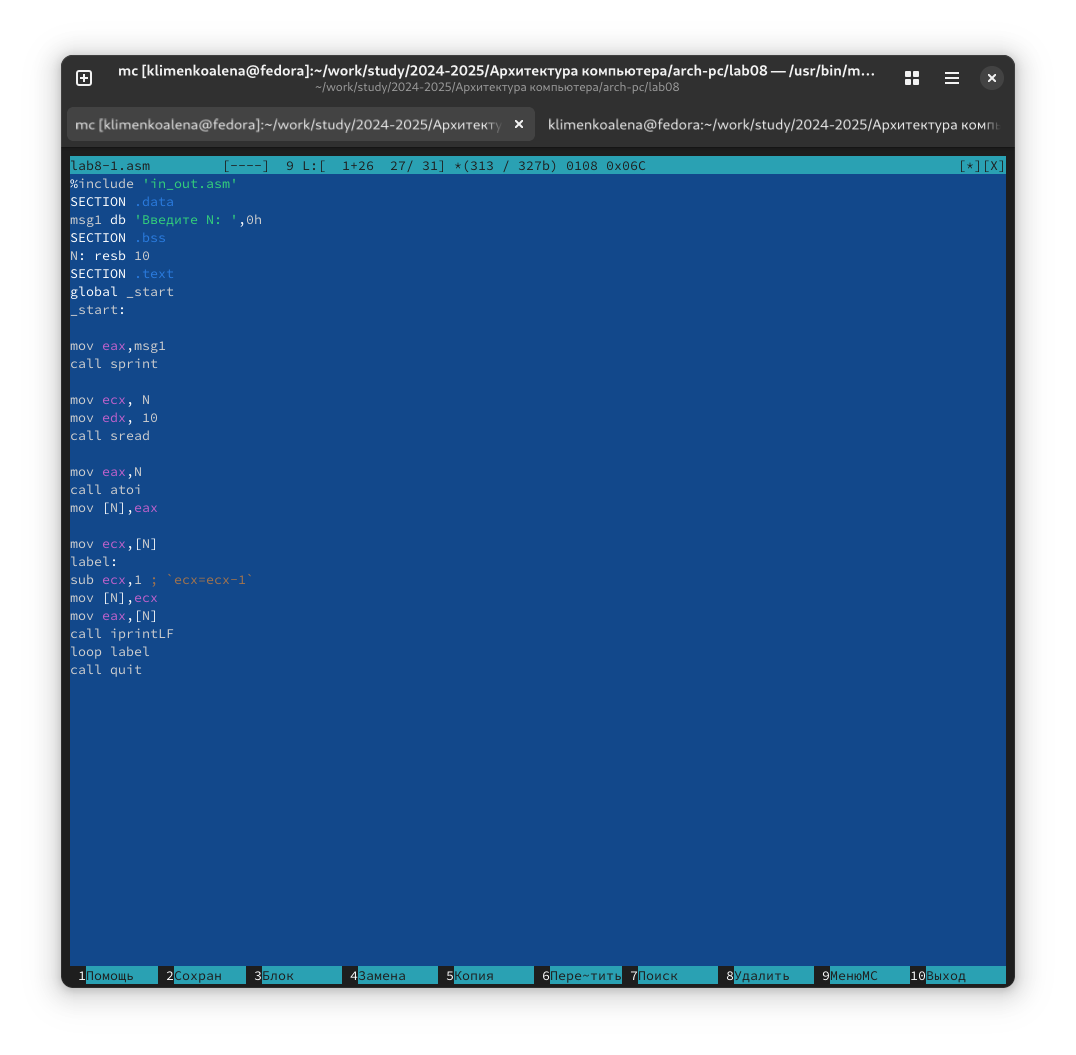 mc [klimenkoalena@fedora]:~/work/study/2024-2025/Архитектура компьютера/arch-pc/lab08 — /usr/bin/m…
~/work/study/2024-2025/Архитектура компьютера/arch-pc/lab08
mc [klimenkoalena@fedora]:~/work/study/2024-2025/Архитекту
klimenkoalena@fedora:~/work/study/2024-2025/Архитектура комп
lab8-1.asm [----] 9 L:[ 1+26 27/ 31] *(313 / 327b) 0108 0x06C [*][X]
%include 'in_out.asm'
SECTION .data
msg1 db 'Введите N: ',0h
SECTION .bss
N: resb 10
SECTION .text
global _start
_start:
mov eax,msg1
call sprint
mov ecx, N
mov edx, 10
call sread
mov eax,N
call atoi
mov [N],eax
mov ecx,[N]
label:
sub ecx,1 ; `ecx=ecx-1`
mov [N],ecx
mov eax,[N]
call iprintLF
loop label
call quit
1Помощь 2Сохран 3Блок 4Замена 5Копия 6Пере~тить 7Поиск 8Удалить 9МенюMC 10Выход